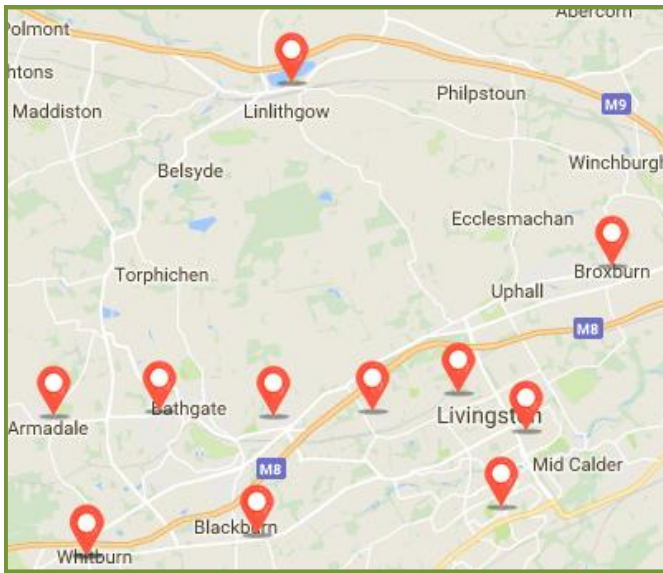 Abercorn
Polmont
htons
Maddiston
Linlithgow
Philpstoun
M9
Winchburgh
Belsyde
Ecclesmachan
Torphichen
Broxburn
Uphall
M8
Bathgate
Armadale
Livingston
M8
Mid Calder
Blackburn
Whitburn